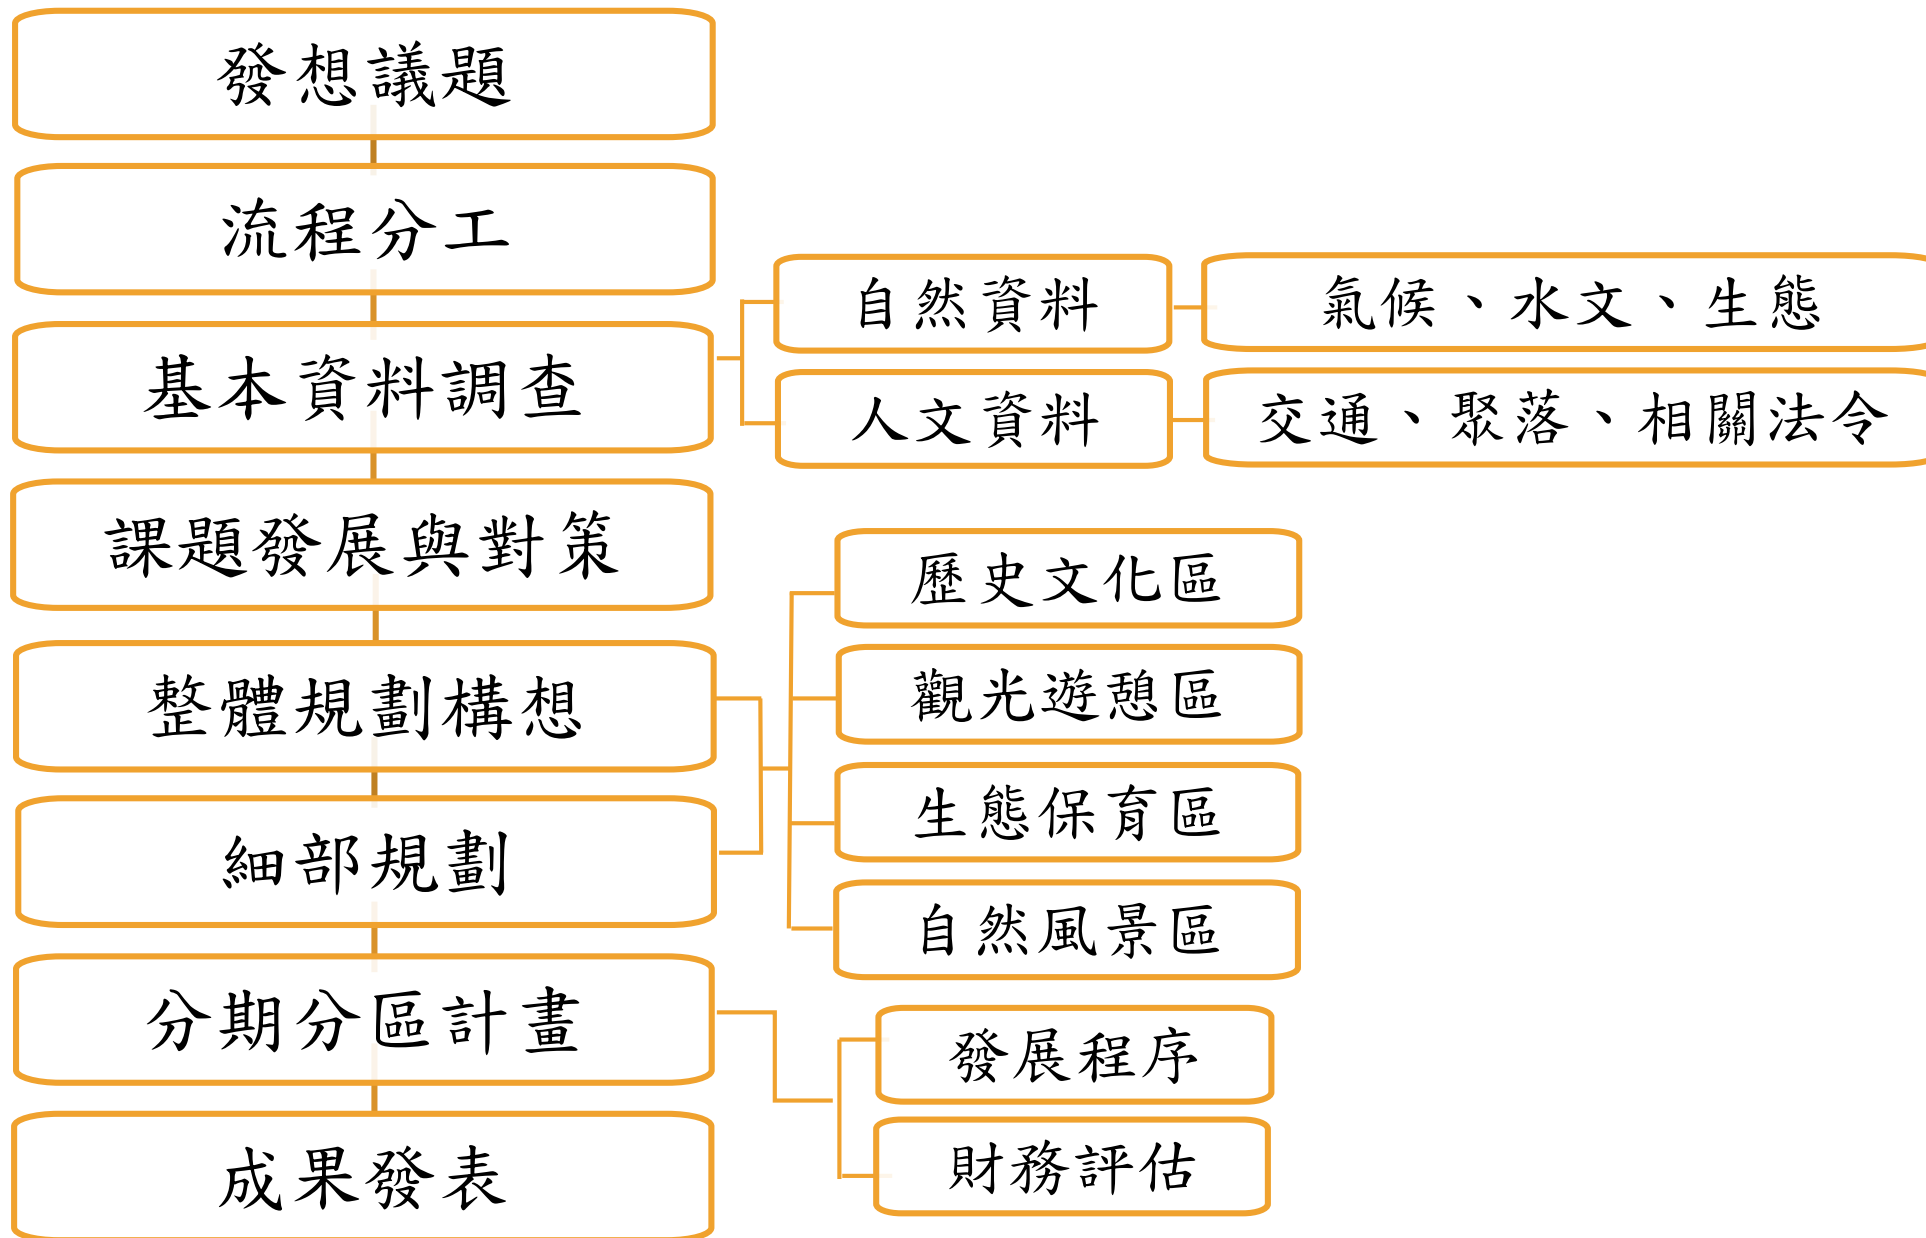 發想議題
流程分工
基本資料調查
自然資料
氣候、水文、生態
人文資料
交通、聚落、相關法令
課題發展與對策
整體規劃構想
細部規劃
歷史文化區
觀光遊憩區
生態保育區
自然風景區
分期分區計畫
發展程序
財務評估
成果發表